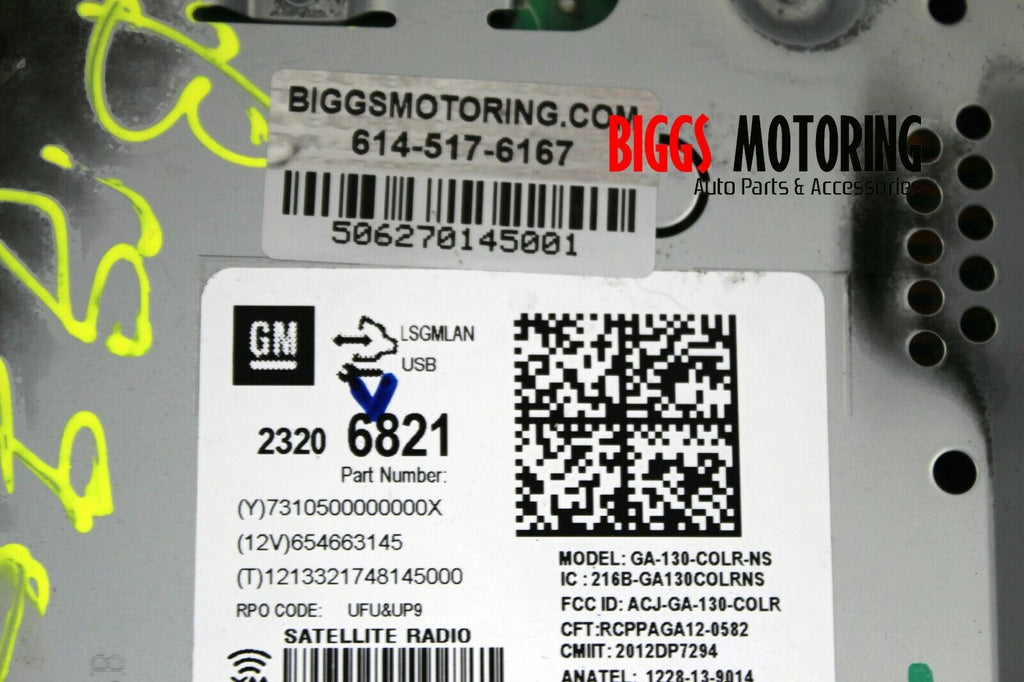 BIGGSMOTORING.COM
614-517-6167
506270145001
BIGGS MOTORING
Auto Parts & Accessories
GM
LSGMLAN
USB
2320 6821
Part Number:
(Y)7310500000000X
(12V)654663145
(T)1213321748145000
RPO CODE: UFU&UP9
SATELLITE RADIO
MODEL: GA-130-COLR-NS
IC : 216B-GA130COLRNS
FCC ID: ACJ-GA-130-COLR
CFT:RCPPAGA12-0582
CMIIT: 2012DP7294
ANATEL: 1228-13-9014